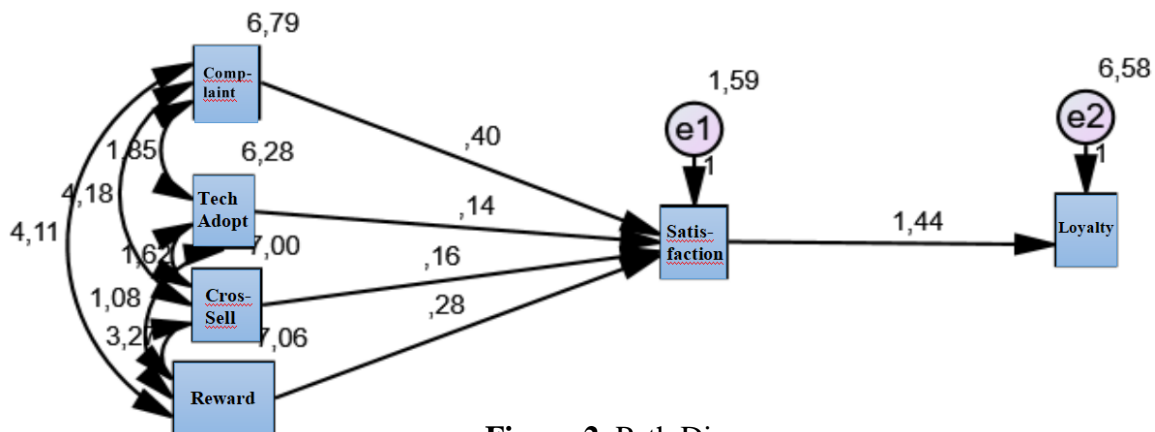 6,79
Comp-
laint
1,59
6,58
e1
e2
,40
1
1
1,85
6,28
4,18
Tech
Adopt
,14
Satis-
faction
1,44
Loyalty
4,11
1,62
7,00
,16
1,08
Cros-
Sell
,28
3,27
7,06
Reward